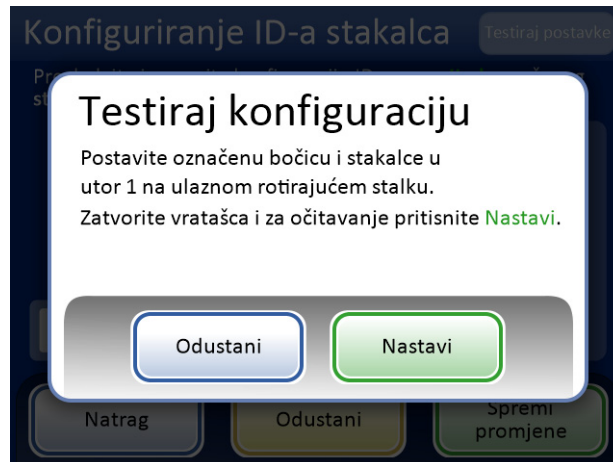 Konfiguriranje ID-a stakalca
Testiraj postavke
Testiraj konfiguraciju
Postavite označenu bočicu i stakalce u
utor 1 na ulaznom rotirajućem stalku.
Zatvorite vratašca i za očitavanje pritisnite Nastavi.
Odustani
Nastavi
Natrag
Odustani
Spremi
promjene